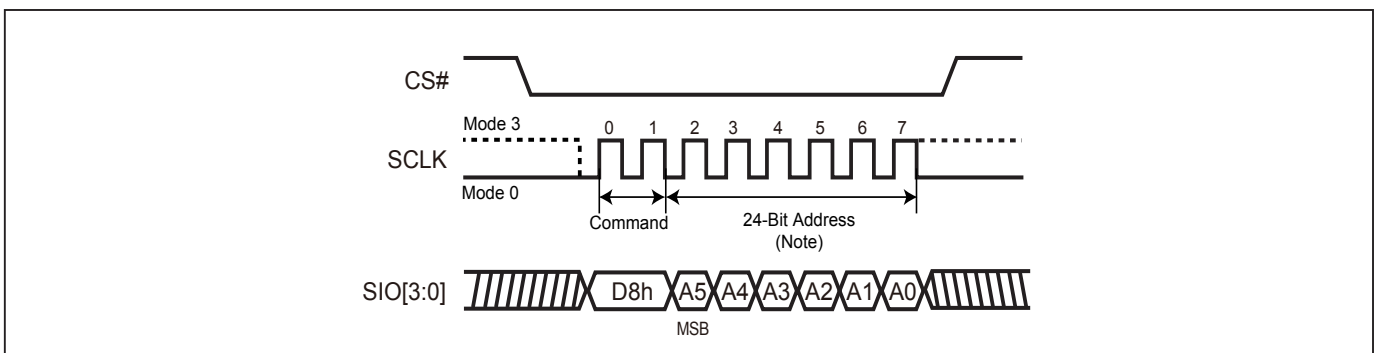 CS#
Mode 3
0 1 2 3 4 5 6 7
SCLK
Mode 0
Command
24-Bit Address
(Note)
SIO[3:0]
D8h A5 A4 A3 A2 A1 A0
MSB